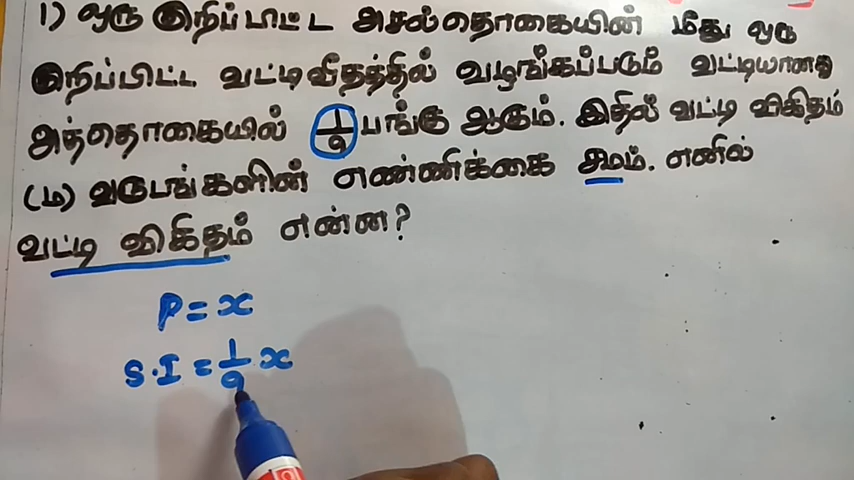 1) ஒரு குறிப்பிட்ட அசல்தொகையின் மீது ஒரு
குறிப்பிட்ட வட்டிவீதத்தில் வழங்கப்படும் வட்டியானது
அத்தொகையில் 1/9 பங்கு ஆகும். இதில் வட்டி விகிதம்
(ம) வருடங்களின் எண்ணிக்கை சமம். எனில்
வட்டி விகிதம் என்ன?
P = x
S.I = 1/9 x